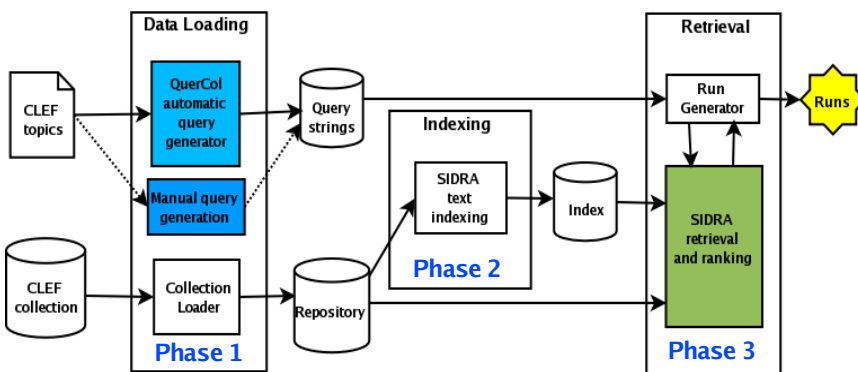 Data Loading
Retrieval
CLEF
topics
QuerCol
automatic
query
generator
Query
strings
Manual query
generation
Indexing
SIDRA
text
indexing
Phase 2
Index
Run
Generator
Runs
SIDRA
retrieval
and ranking
CLEF
collection
Collection
Loader
Repository
Phase 1
Phase 3